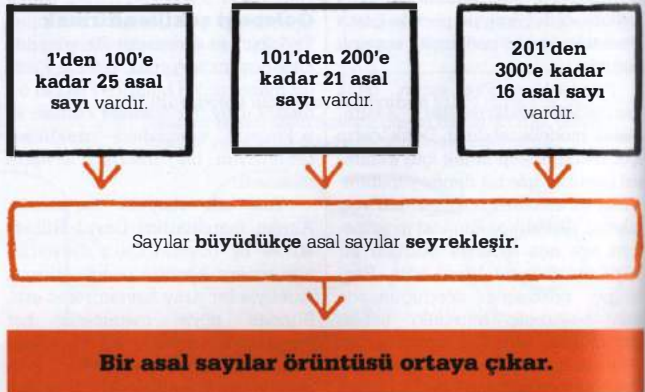 1'den 100'e
kadar 25 asal
sayı vardır.
101'den 200'e
kadar 21 asal
sayı vardır.
201'den
300'e kadar
16 asal sayı
vardır.
Sayılar büyüdükçe asal sayılar seyrekleşir.
Bir asal sayılar örüntüsü ortaya çıkar.